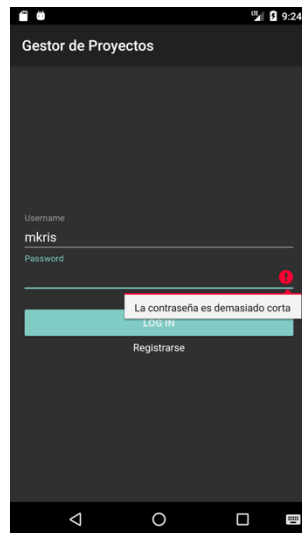 9:24
Gestor de Proyectos
Username
mkris
Password
La contraseña es demasiado corta
LOG IN
Registrarse